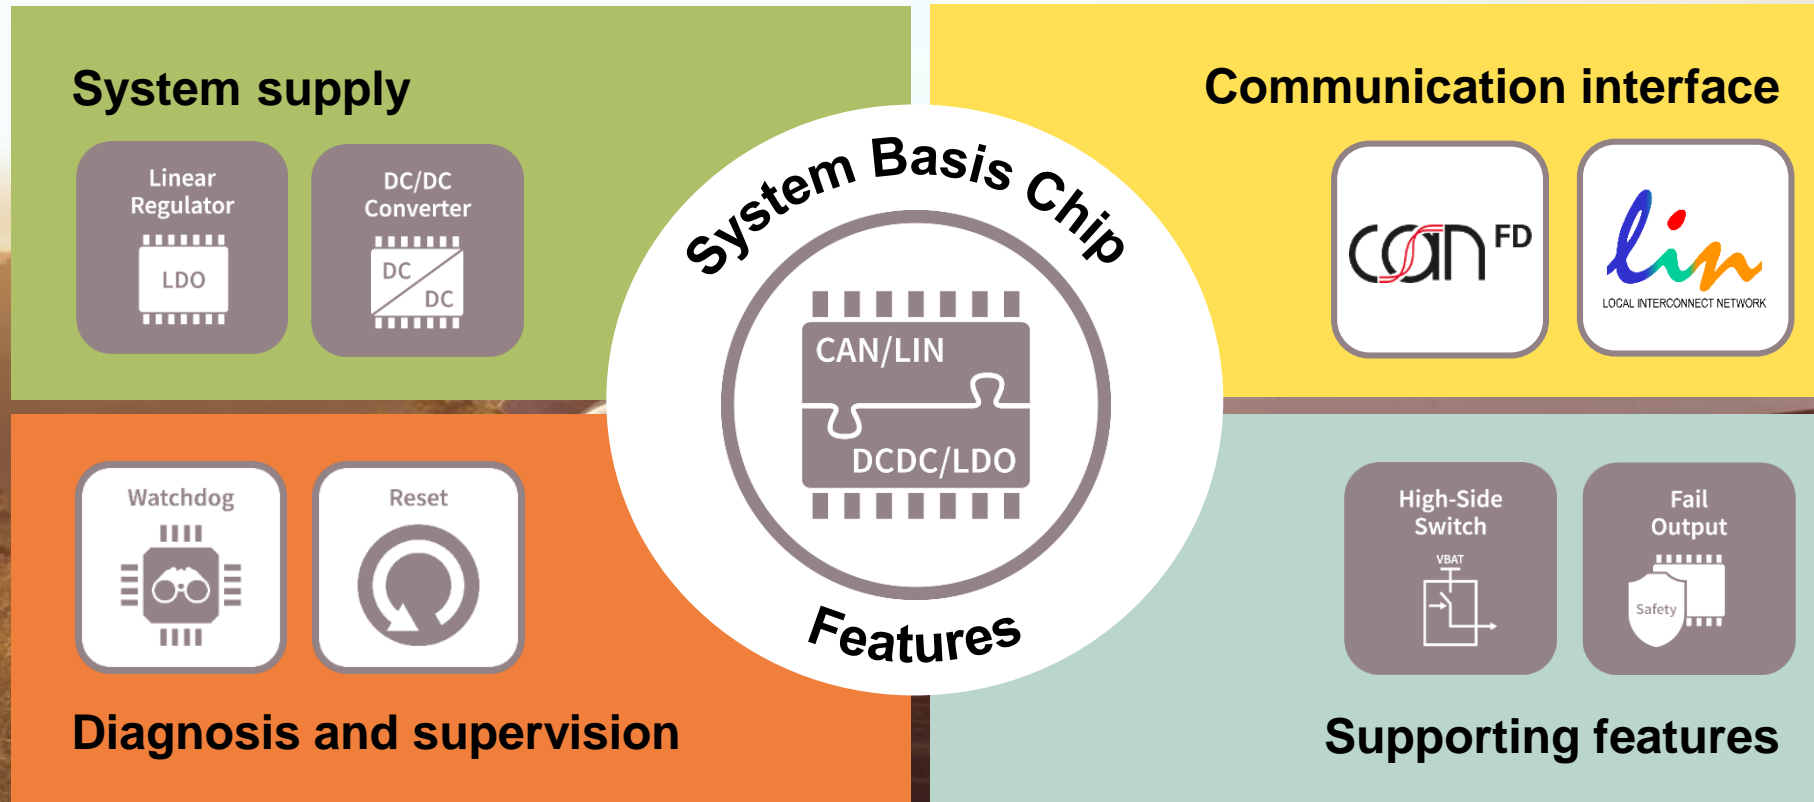 System supply
Linear
Regulator
LDO
DC/DC
Converter
DC
DC
Communication interface
CAN FD
lin
LOCAL INTERCONNECT NETWORK
System Basis Chip
CAN/LIN
DCDC/LDO
Features
Watchdog
Reset
Diagnosis and supervision
High-Side
Switch
VBAT
Fail
Output
Safety
Supporting features